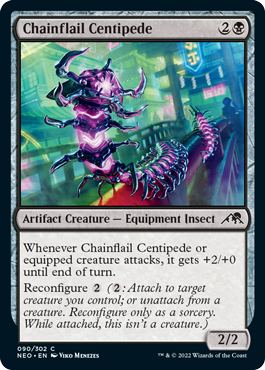 Chainflail Centipede 2
Artifact Creature — Equipment Insect
Whenever Chainflail Centipede or
equipped creature attacks, it gets +2/+0
until end of turn.
Reconfigure 2 (2: Attach to target
creature you control; or unattach from a
creature. Reconfigure only as a sorcery.
While attached, this isn't a creature.)
2/2
090/302 C
NEO • EN Viko Menezes
™ & © 2022 Wizards of the Coast